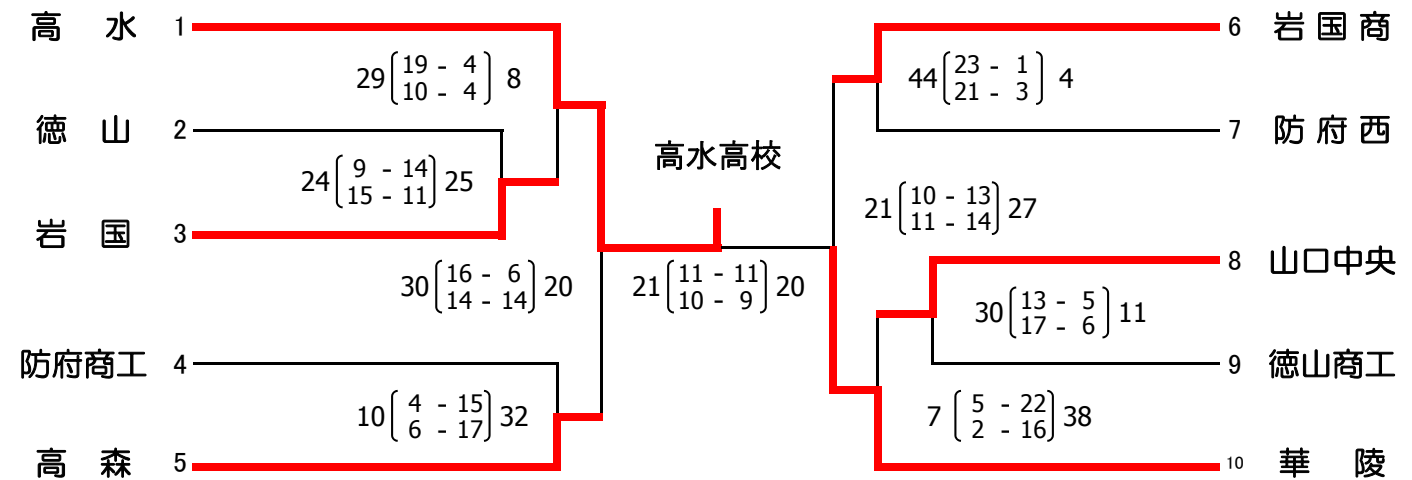 高 水 1
29 19 - 4 8
10 - 4
徳 山 2
24 9 - 14 25
15 - 11
岩 国 3
30 16 - 6 20
14 - 14
防府商工 4
10 4 - 15 32
6 - 17
高 森 5
高水高校
21 11 - 11 20
10 - 9
6 岩国商
44 23 - 1 4
21 - 3
7 防府西
21 10 - 13 27
11 - 14
8 山口中央
30 13 - 5 11
17 - 6
9 徳山商工
7 5 - 22 38
2 - 16
10 華 陵